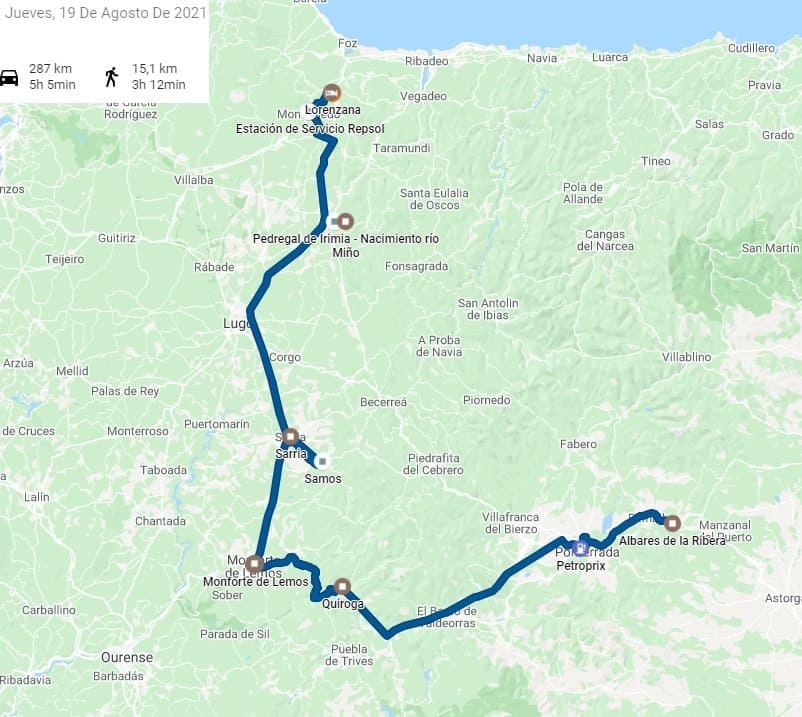 Jueves, 19 De Agosto De 2021
287 km
5h 5min
15,1 km
3h 12min
Foz
Ribadeo
Navia
Luarca
Cudillero
Pravia
Vegadeo
Rodríguez
Lorenzana
Estación de Servicio Repsol
Salas
Grado
Taramundi
Tineo
Villalba
Santa Eulalia
de Oscos
Pola de
Allande
Guitiriz
Pedregal de Irimia - Nacimiento río
Miño
Cangas
del Narcea
San Martín
Teijeiro
Rábade
Fonsagrada
San Antolin
de Ibias
Lugo
A Proba
de Navia
Corgo
Villablino
Arzúa
Mellid
Palas de Rey
Becerreá
Piornedo
Puertomarín
de Cruces
Monterroso
Sarria
Fabero
Taboada
Piedrafita
del Cebrero
Samos
Lalín
Chantada
Villafranca
del Bierzo
Manzanal
del Puerto
Albares de la Ribera
Ponferrada
Petroprix
Monforte
de Lemos
Monforte de Lemos
Sober
Quiroga
Astorga
Carballino
El Barco de
Valdeorras
Parada de Sil
Puebla
de Trives
Ourense
Barbadás
Ribadavia